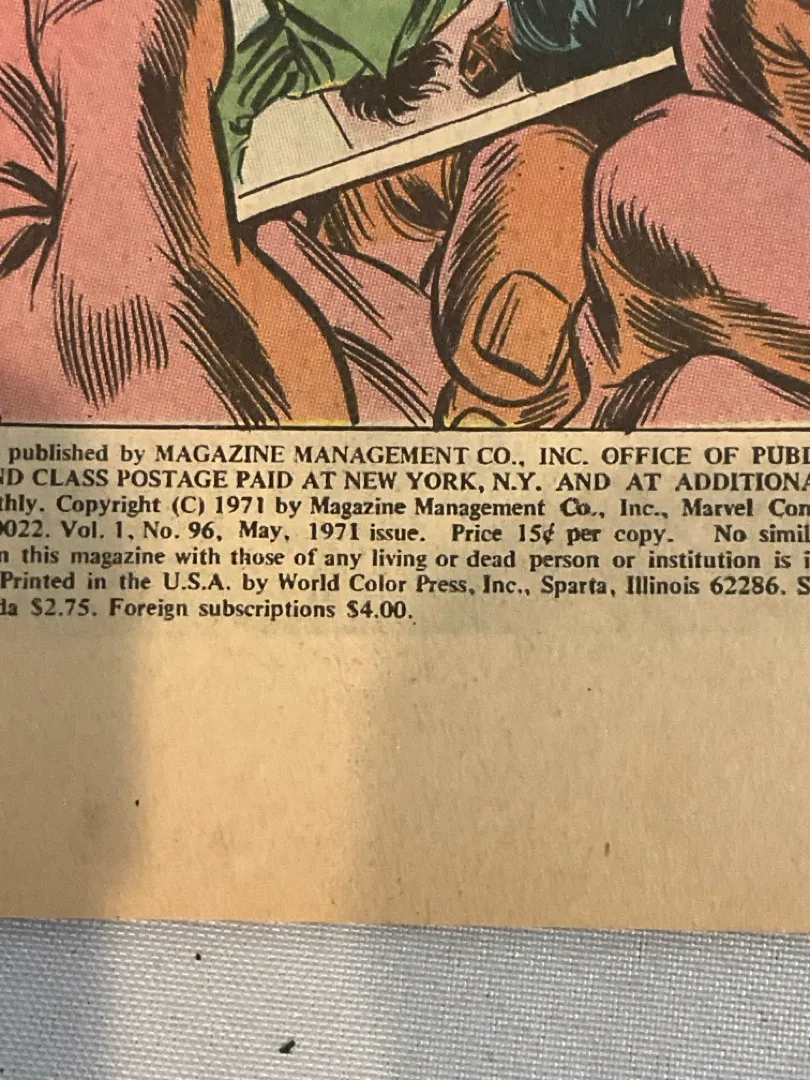 published by MAGAZINE MANAGEMENT CO., INC. OFFICE OF PUBL
ND CLASS POSTAGE PAID AT NEW YORK, N.Y. AND AT ADDITIONA
thly. Copyright (C) 1971 by Magazine Management Co., Inc., Marvel Com
0022. Vol. 1, No. 96, May, 1971 issue. Price 15¢ per copy. No simil
n this magazine with those of any living or dead person or institution is i
Printed in the U.S.A. by World Color Press, Inc., Sparta, Illinois 62286. S
da $2.75. Foreign subscriptions $4.00.